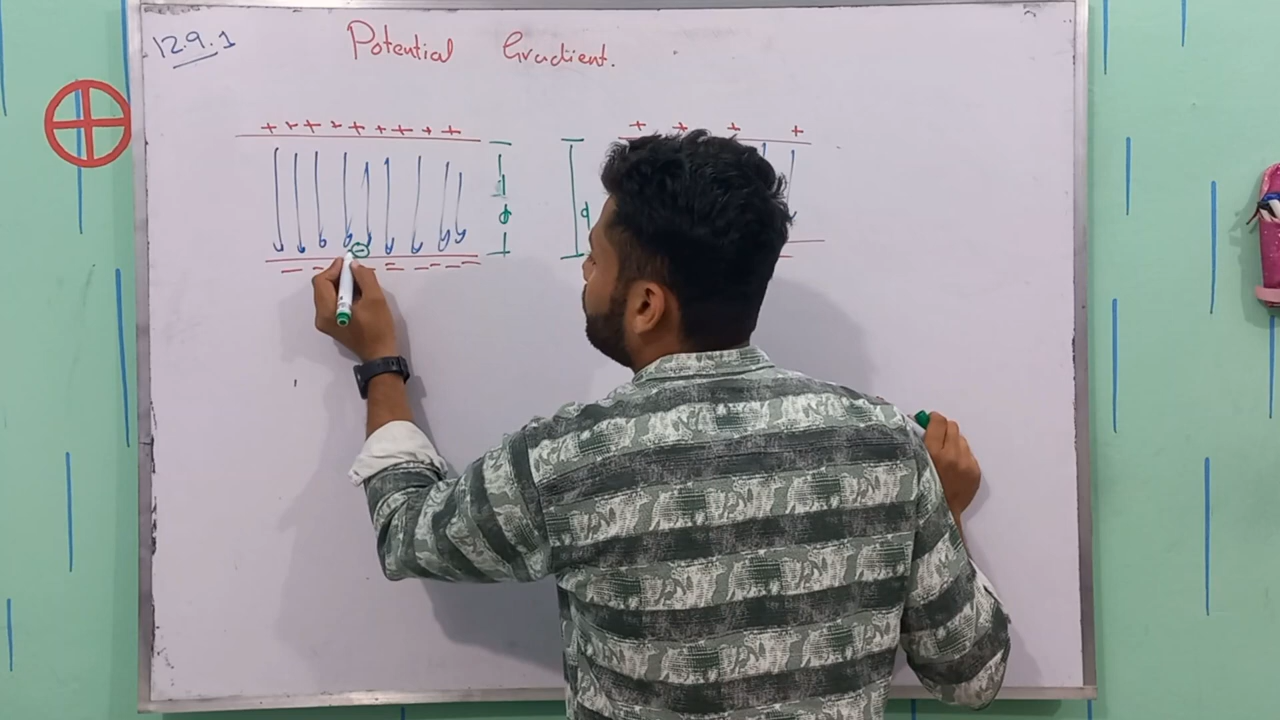 12.9.1
Potential Gradient.
+ + + + + + + + +
+ + + +
d
d
−
− − − − − − −